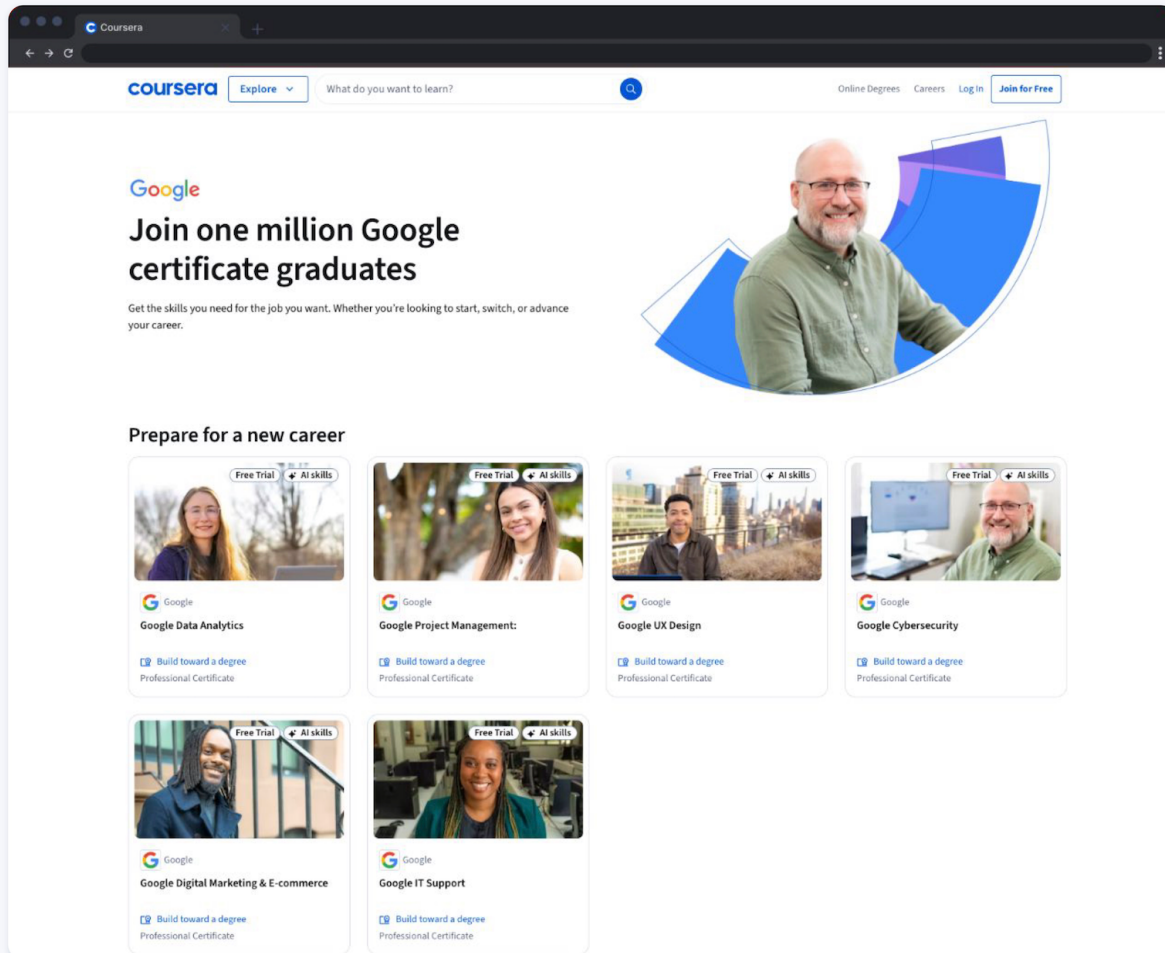 Coursera
coursera
Explore
What do you want to learn?
Online Degrees
Careers
Log In
Join for Free
Google
Join one million Google
certificate graduates
Get the skills you need for the job you want. Whether you're looking to start, switch, or advance
your career.
Prepare for a new career
Free Trial
AI skills
Google
Google Data Analytics
Build toward a degree
Professional Certificate
Free Trial
AI skills
Google
Google Project Management:
Build toward a degree
Professional Certificate
Free Trial
AI skills
Google
Google UX Design
Build toward a degree
Professional Certificate
Free Trial
AI skills
Google
Google Cybersecurity
Build toward a degree
Professional Certificate
Free Trial
AI skills
Google
Google Digital Marketing & E-commerce
Build toward a degree
Professional Certificate
Free Trial
AI skills
Google
Google IT Support
Build toward a degree
Professional Certificate